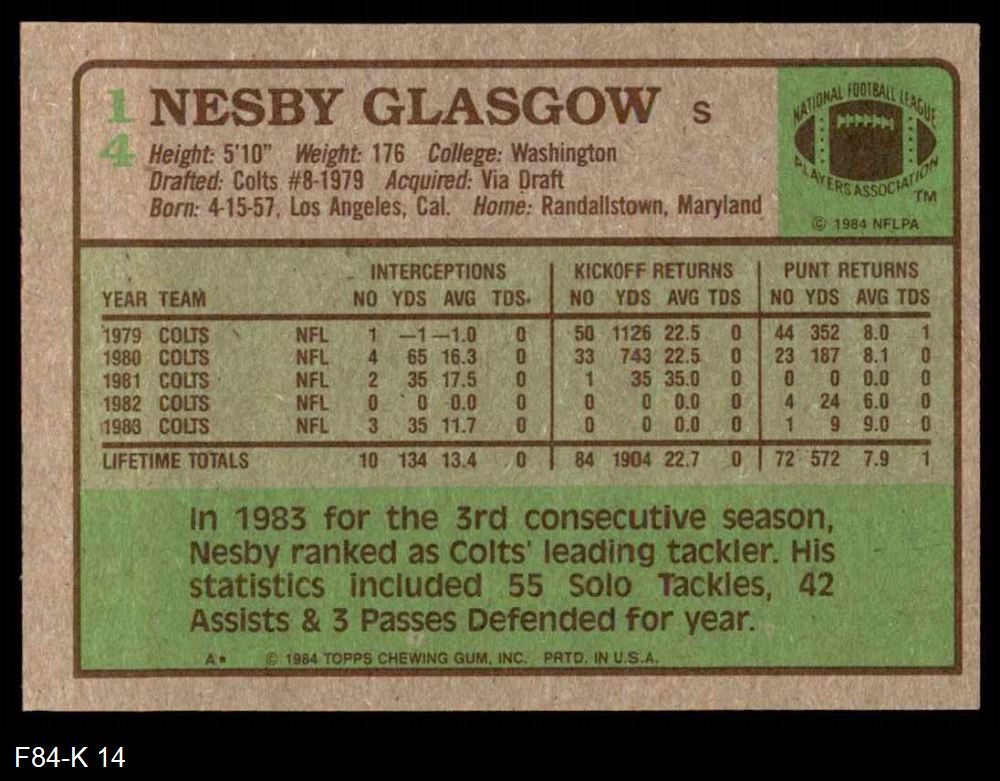 14 NESBY GLASGOW S
Height: 5'10" Weight: 176 College: Washington
Drafted: Colts #8-1979 Acquired: Via Draft
Born: 4-15-57, Los Angeles, Cal. Home: Randallstown, Maryland
NATIONAL FOOTBALL LEAGUE
PLAYERS ASSOCIATION
TM
© 1984 NFLPA
INTERCEPTIONS KICKOFF RETURNS PUNT RETURNS
YEAR TEAM NO YDS AVG TDS NO YDS AVG TDS NO YDS AVG TDS
1979 COLTS NFL 1 —1 —1.0 0 50 1126 22.5 0 44 352 8.0 1
1980 COLTS NFL 4 65 16.3 0 33 743 22.5 0 23 187 8.1 0
1981 COLTS NFL 2 35 17.5 0 1 35 35.0 0 0 0 0.0 0
1982 COLTS NFL 0 0 0.0 0 0 0 0.0 0 4 24 6.0 0
1983 COLTS NFL 3 35 11.7 0 0 0 0.0 0 1 9 9.0 0
LIFETIME TOTALS 10 134 13.4 0 84 1904 22.7 0 72 572 7.9 1
In 1983 for the 3rd consecutive season,
Nesby ranked as Colts' leading tackler. His
statistics included 55 Solo Tackles, 42
Assists & 3 Passes Defended for year.
A* © 1984 TOPPS CHEWING GUM, INC. PRTD. IN U.S.A.
F84-K 14